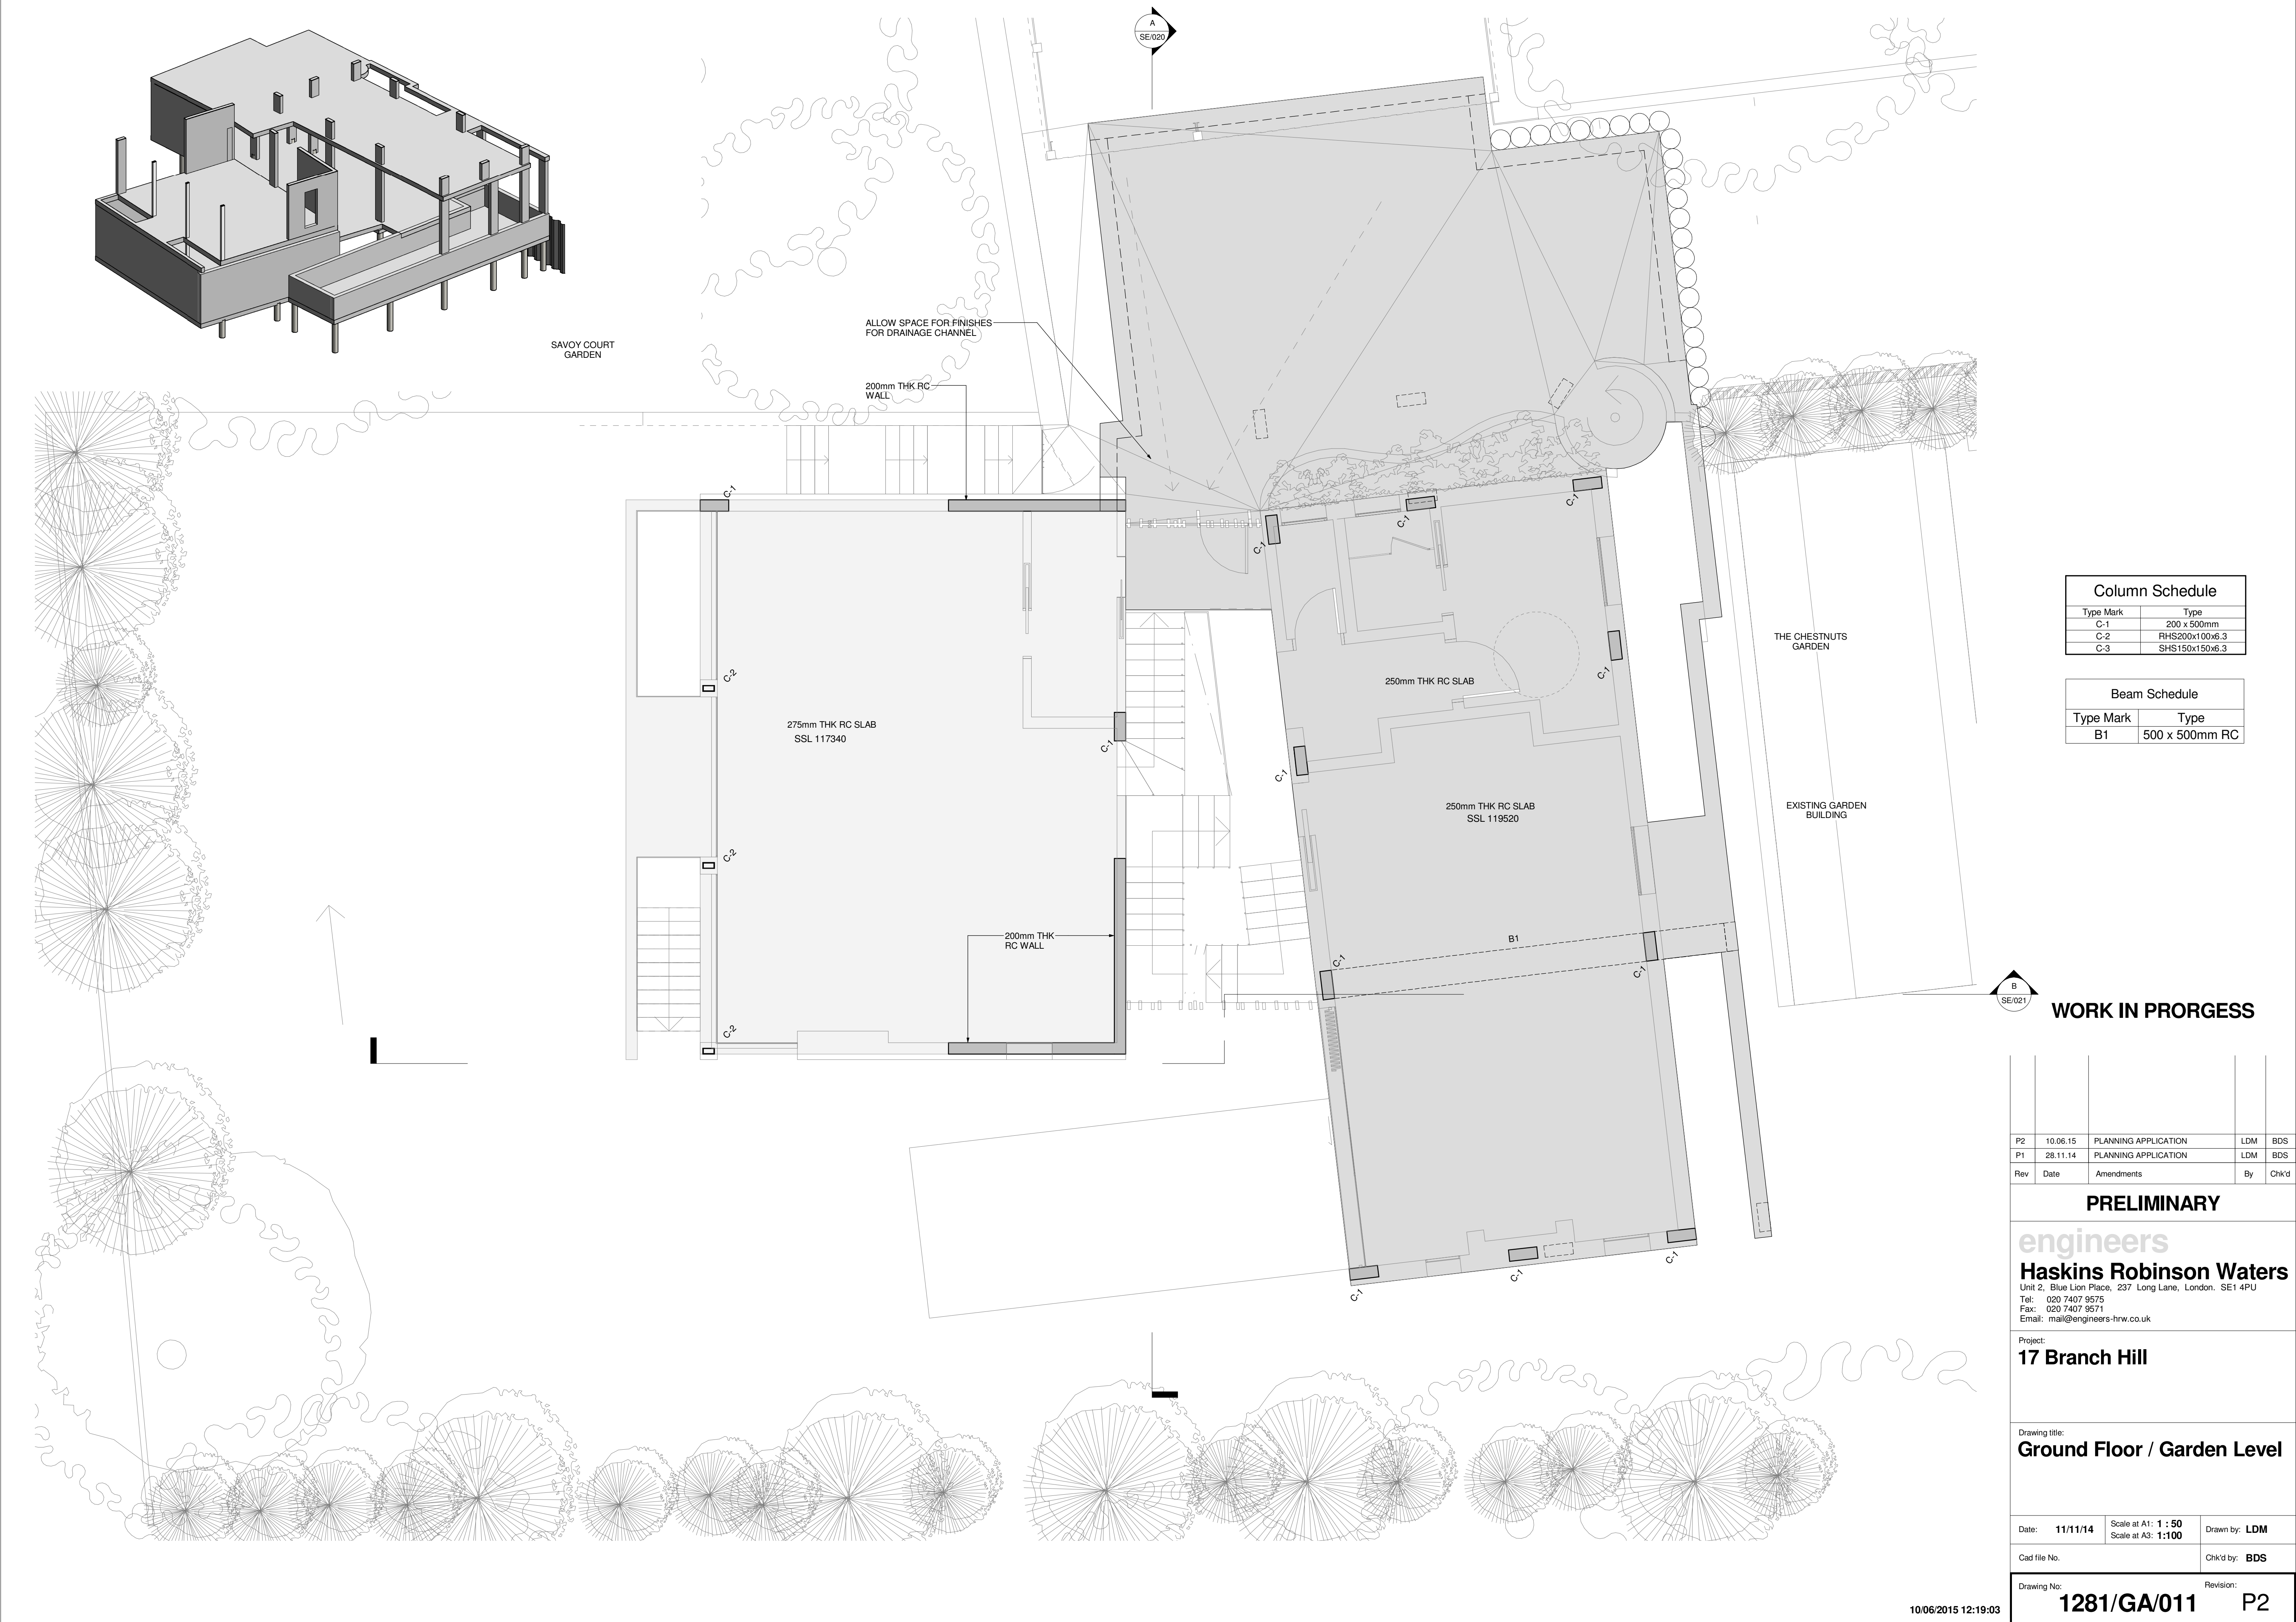 A
SE/020
SAVOY COURT
GARDEN
ALLOW SPACE FOR FINISHES
FOR DRAINAGE CHANNEL
200mm THK RC
WALL
C-1
C-1
C-1
C-1
C-2
275mm THK RC SLAB
SSL 117340
C-1
250mm THK RC SLAB
C-1
C-1
C-2
250mm THK RC SLAB
SSL 119520
200mm THK
RC WALL
B1
C-1
C-1
C-2
C-1
C-1
C-1
THE CHESTNUTS
GARDEN
EXISTING GARDEN
BUILDING
B
SE/021
Column Schedule
Type Mark Type
C-1 200 x 500mm
C-2 RHS200x100x6.3
C-3 SHS150x150x6.3
Beam Schedule
Type Mark Type
B1 500 x 500mm RC
WORK IN PRORGESS
P2 10.06.15 PLANNING APPLICATION LDM BDS
P1 28.11.14 PLANNING APPLICATION LDM BDS
Rev Date Amendments By Chk'd
PRELIMINARY
engineers
Haskins Robinson Waters
Unit 2, Blue Lion Place, 237 Long Lane, London. SE1 4PU
Tel: 020 7407 9575
Fax: 020 7407 9571
Email: mail@engineers-hrw.co.uk
Project:
17 Branch Hill
Drawing title:
Ground Floor / Garden Level
Date: 11/11/14 Scale at A1: 1 : 50 Drawn by: LDM
Scale at A3: 1:100
Cad file No. Chk'd by: BDS
Drawing No: Revision:
1281/GA/011 P2
10/06/2015 12:19:03